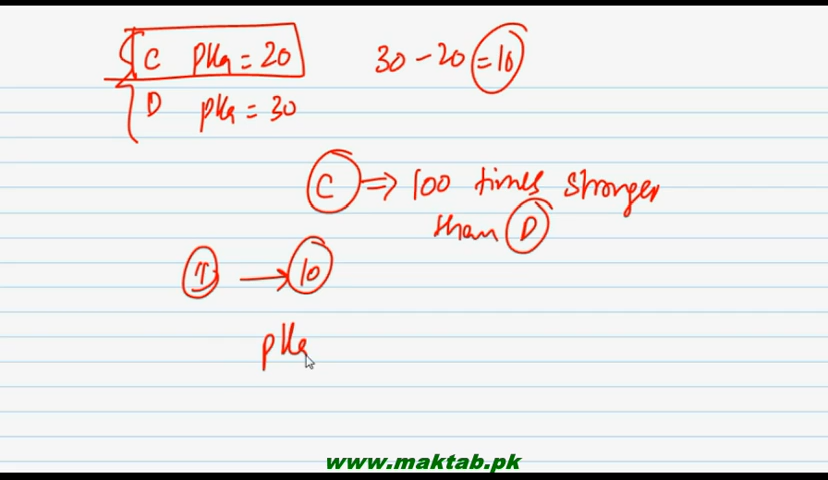 C pKa = 20 30 - 20 = 10
D pKa = 30
C ⇒ 100 times stronger
than D
1 → 10
pKa
www.maktab.pk